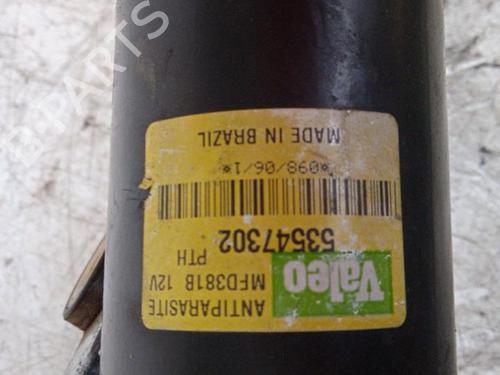 Valeo
ANTIPARASITE
MFD381B 12V
PTH
53547302
*098/06/1*
MADE IN BRAZIL
B-PARTS